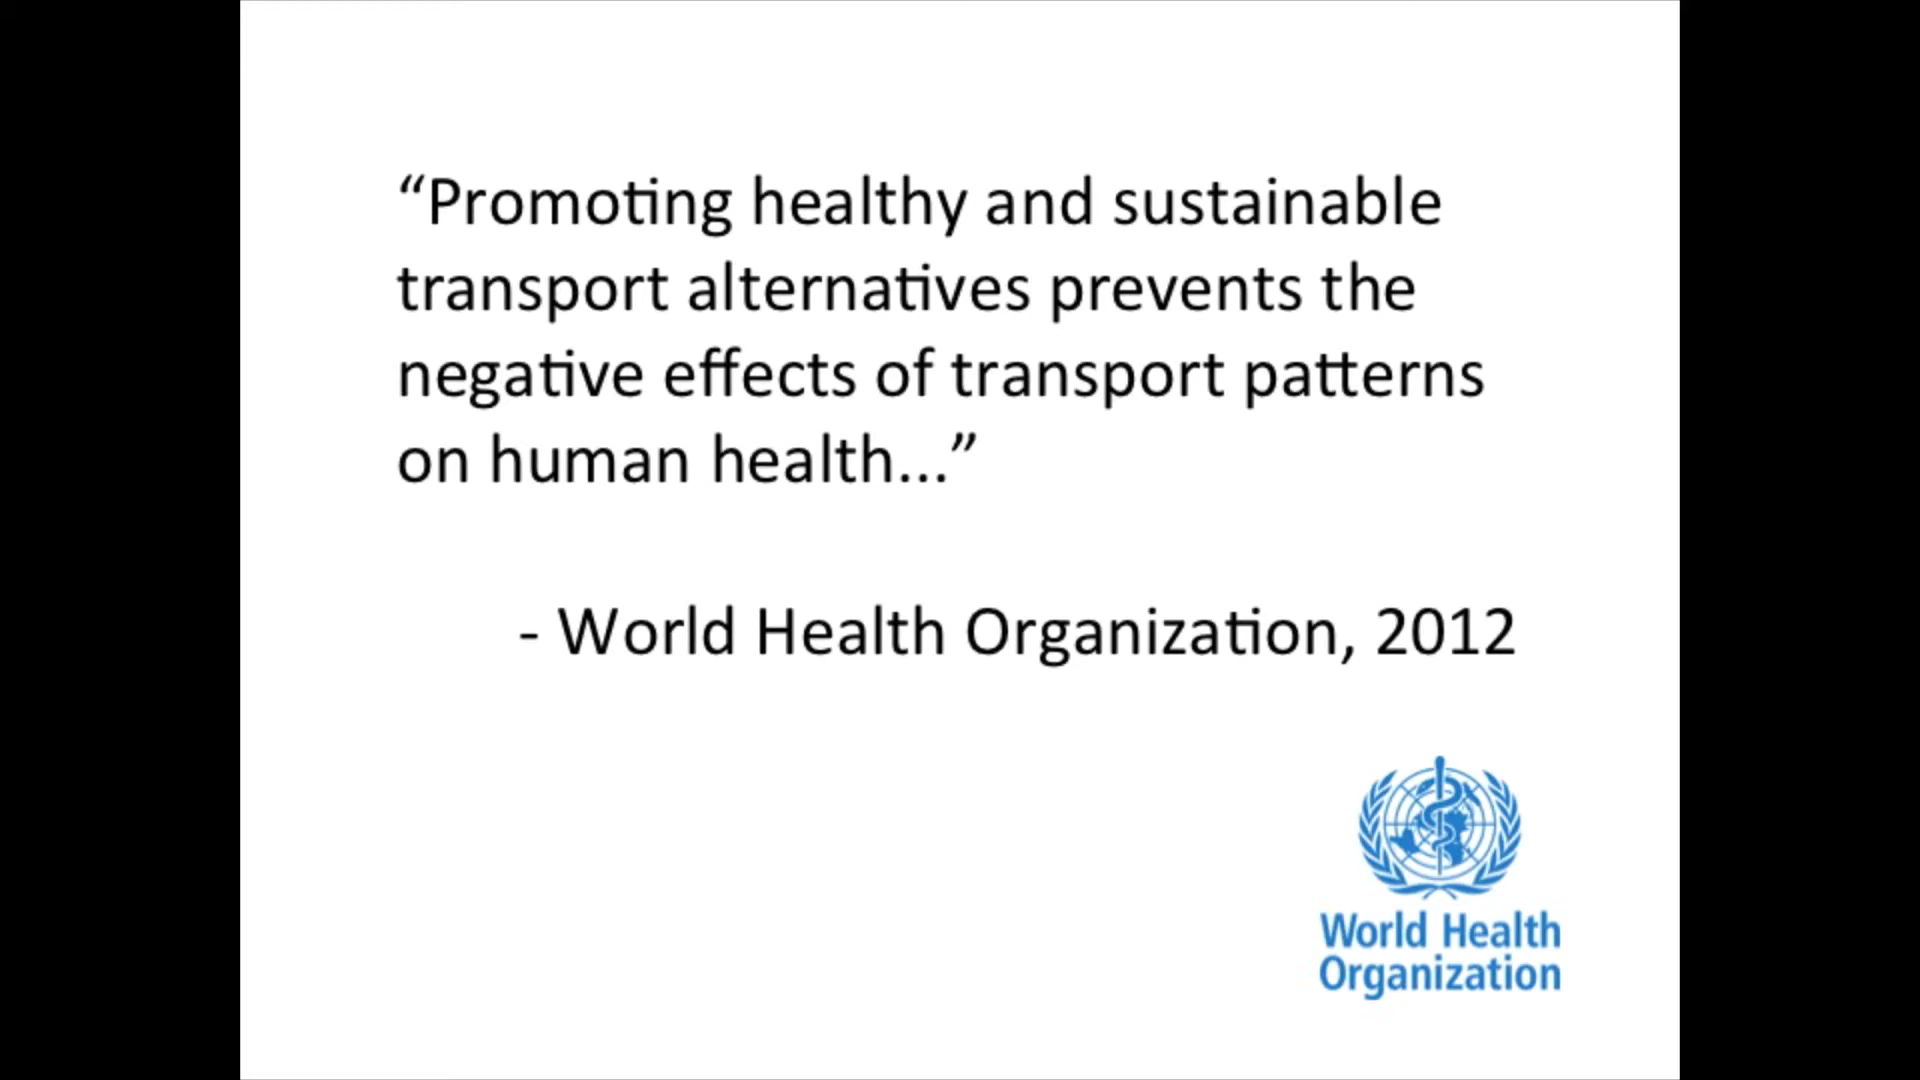 “Promoting healthy and sustainable
transport alternatives prevents the
negative effects of transport patterns
on human health...”
- World Health Organization, 2012
World Health
Organization